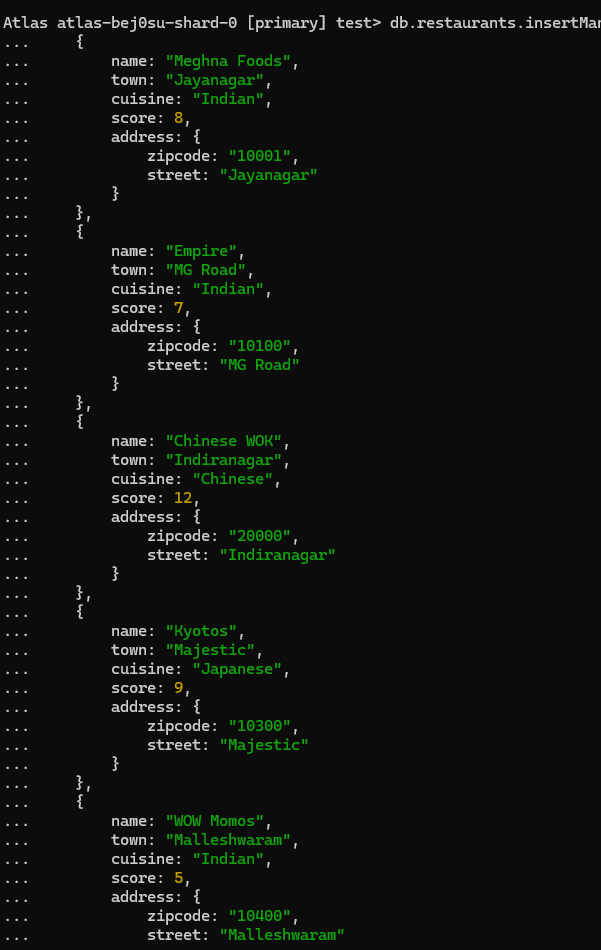 Atlas atlas-bej0su-shard-0 [primary] test> db.restaurants.insertMan
...     {
...         name: "Meghna Foods",
...         town: "Jayanagar",
...         cuisine: "Indian",
...         score: 8,
...         address: {
...             zipcode: "10001",
...             street: "Jayanagar"
...         }
...     },
...     {
...         name: "Empire",
...         town: "MG Road",
...         cuisine: "Indian",
...         score: 7,
...         address: {
...             zipcode: "10100",
...             street: "MG Road"
...         }
...     },
...     {
...         name: "Chinese WOK",
...         town: "Indiranagar",
...         cuisine: "Chinese",
...         score: 12,
...         address: {
...             zipcode: "20000",
...             street: "Indiranagar"
...         }
...     },
...     {
...         name: "Kyotos",
...         town: "Majestic",
...         cuisine: "Japanese",
...         score: 9,
...         address: {
...             zipcode: "10300",
...             street: "Majestic"
...         }
...     },
...     {
...         name: "WOW Momos",
...         town: "Malleshwaram",
...         cuisine: "Indian",
...         score: 5,
...         address: {
...             zipcode: "10400",
...             street: "Malleshwaram"